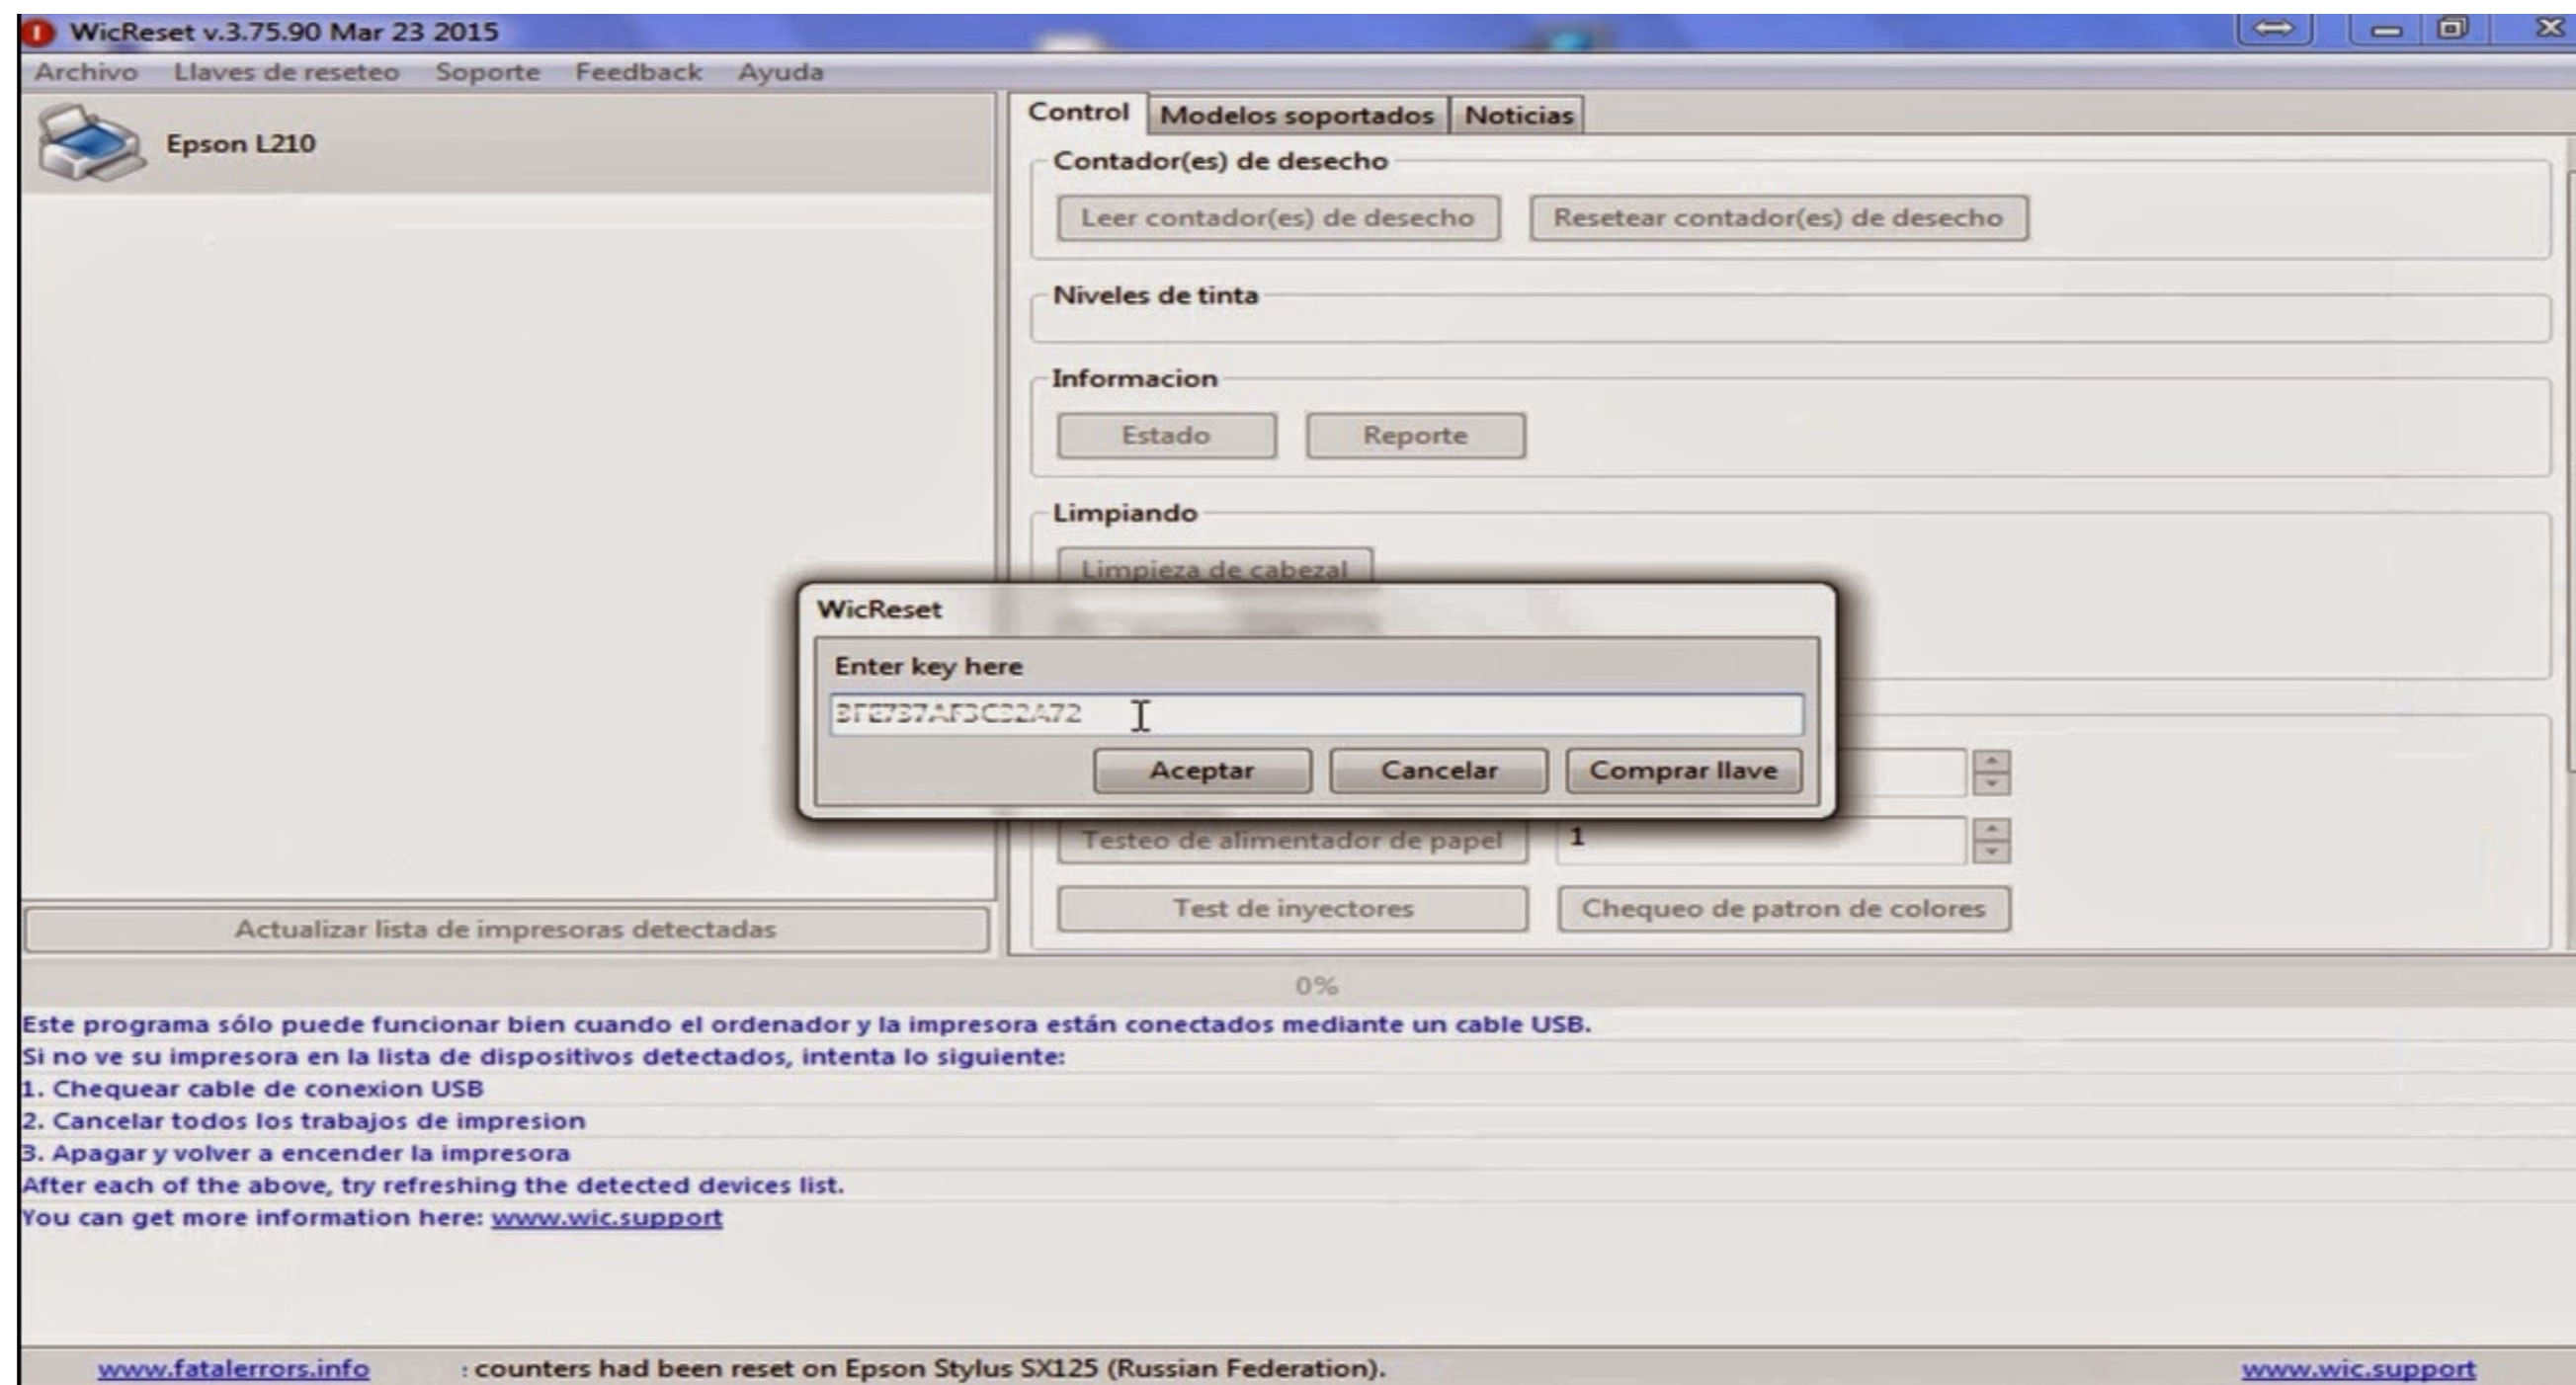 WicReset v.3.75.90 Mar 23 2015
Archivo Llaves de reseteo Soporte Feedback Ayuda
Epson L210
Control Modelos soportados Noticias
Contador(es) de desecho
Leer contador(es) de desecho Resetear contador(es) de desecho
Niveles de tinta
Informacion
Estado Reporte
Limpiando
Limpieza de cabezal
WicReset
Enter key here
Aceptar Cancelar Comprar llave
Testeo de alimentador de papel 1
Test de inyectores Chequeo de patron de colores
Actualizar lista de impresoras detectadas
0%
Este programa sólo puede funcionar bien cuando el ordenador y la impresora están conectados mediante un cable USB.
Si no ve su impresora en la lista de dispositivos detectados, intenta lo siguiente:
1. Chequear cable de conexion USB
2. Cancelar todos los trabajos de impresion
3. Apagar y volver a encender la impresora
After each of the above, try refreshing the detected devices list.
You can get more information here: www.wic.support
www.fatalerrors.info : counters had been reset on Epson Stylus SX125 (Russian Federation). www.wic.support